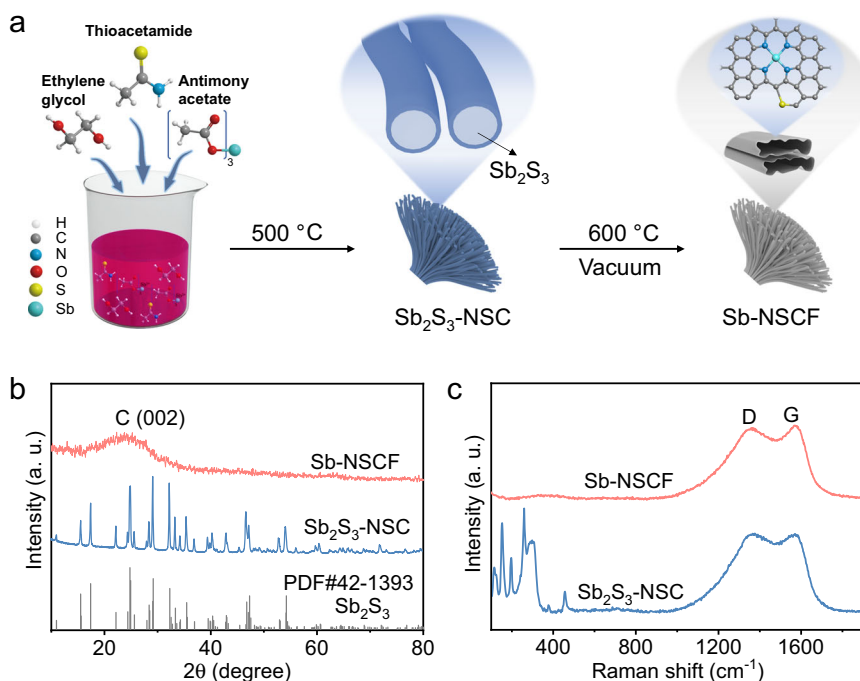 a
Thioacetamide
Ethylene
glycol
Antimony
acetate
3
H
C
N
O
S
Sb
500 °C
Sb₂S₃
Sb₂S₃-NSC
600 °C
Vacuum
Sb-NSCF
b
C (002)
Sb-NSCF
Sb₂S₃-NSC
PDF#42-1393
Sb₂S₃
Intensity (a. u.)
20
40
60
80
2θ (degree)
c
D
G
Sb-NSCF
Sb₂S₃-NSC
Intensity (a. u.)
400
800
1200
1600
Raman shift (cm⁻¹)